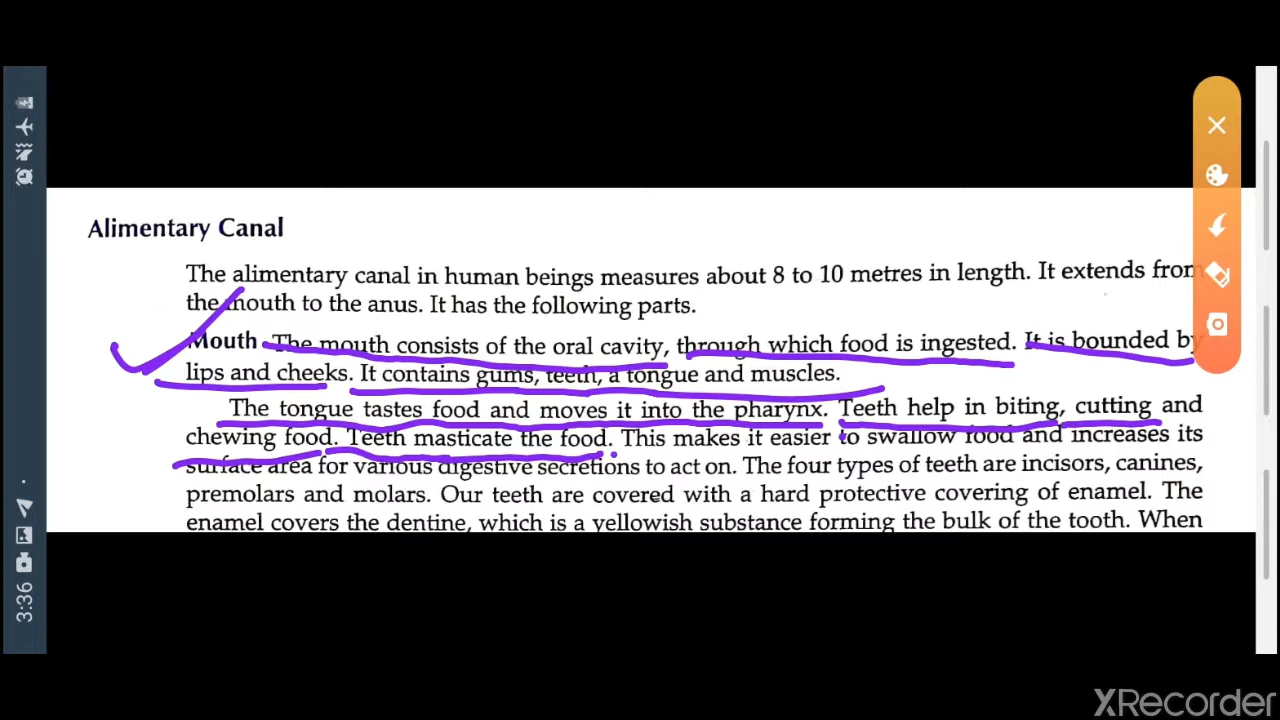 Alimentary Canal
The alimentary canal in human beings measures about 8 to 10 metres in length. It extends from
the mouth to the anus. It has the following parts.
Mouth The mouth consists of the oral cavity, through which food is ingested. It is bounded by
lips and cheeks. It contains gums, teeth, a tongue and muscles.
The tongue tastes food and moves it into the pharynx. Teeth help in biting, cutting and
chewing food. Teeth masticate the food. This makes it easier to swallow food and increases its
surface area for various digestive secretions to act on. The four types of teeth are incisors, canines,
premolars and molars. Our teeth are covered with a hard protective covering of enamel. The
enamel covers the dentine, which is a yellowish substance forming the bulk of the tooth. When
3:36
XRecorder